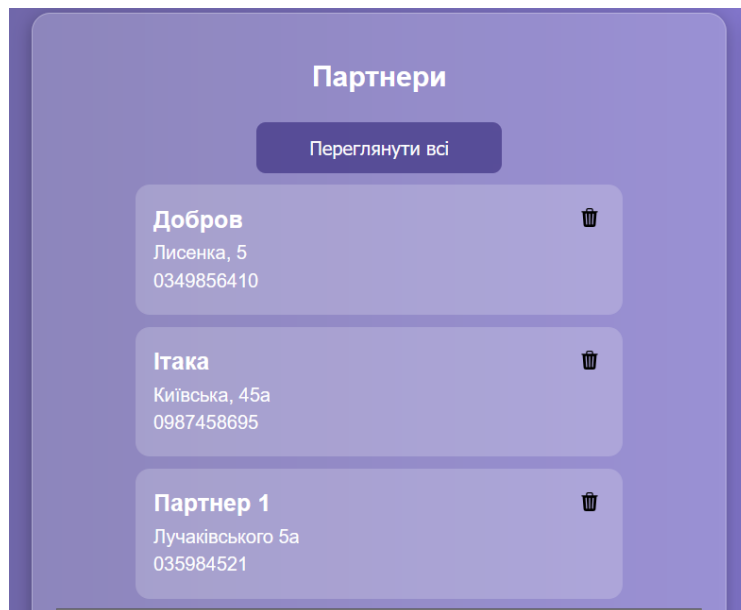 Партнери
Переглянути всі
Добров
Лисенка, 5
0349856410
Ітака
Київська, 45а
0987458695
Партнер 1
Лучаківського 5а
035984521